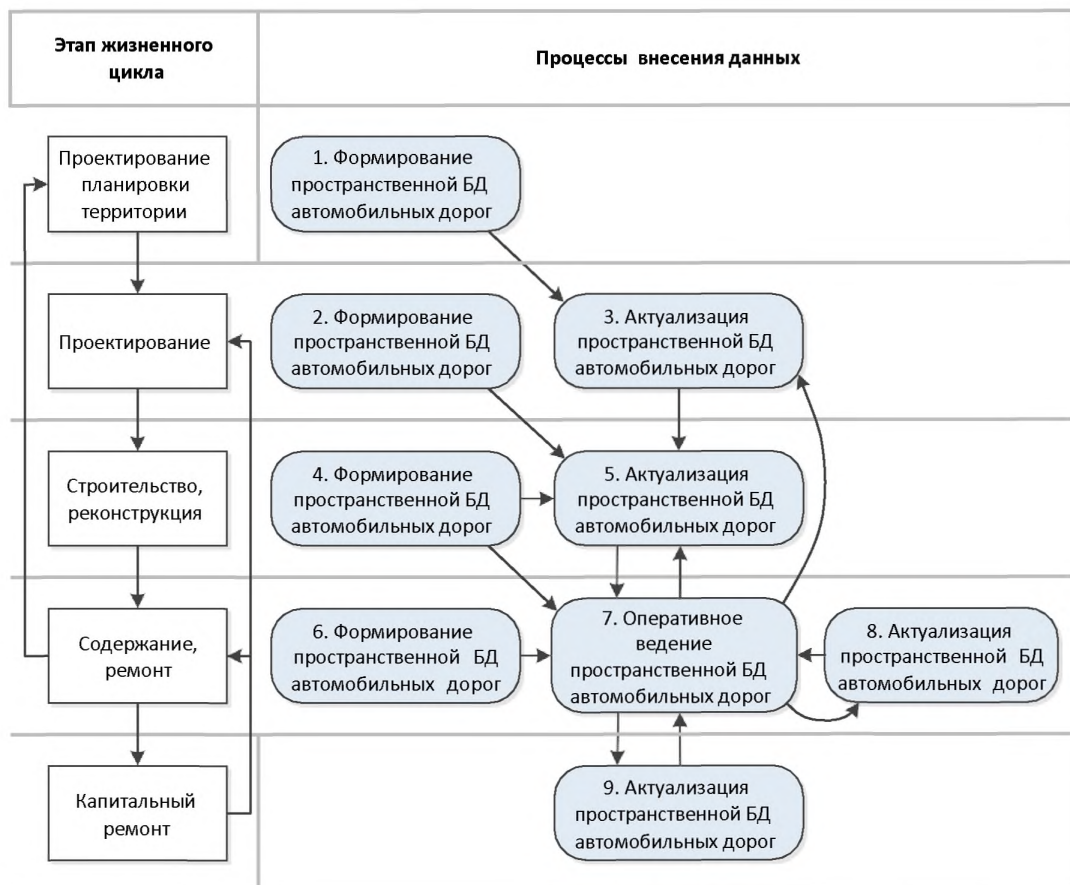 Этап жизненного
цикла
Процессы внесения данных
Проектирование
планировки
территории
1. Формирование
пространственной БД
автомобильных дорог
Проектирование
2. Формирование
пространственной БД
автомобильных дорог
3. Актуализация
пространственной БД
автомобильных дорог
Строительство,
реконструкция
4. Формирование
пространственной БД
автомобильных дорог
5. Актуализация
пространственной БД
автомобильных дорог
Содержание,
ремонт
6. Формирование
пространственной БД
автомобильных дорог
7. Оперативное
ведение
пространственной БД
автомобильных дорог
8. Актуализация
пространственной БД
автомобильных дорог
Капитальный
ремонт
9. Актуализация
пространственной БД
автомобильных дорог